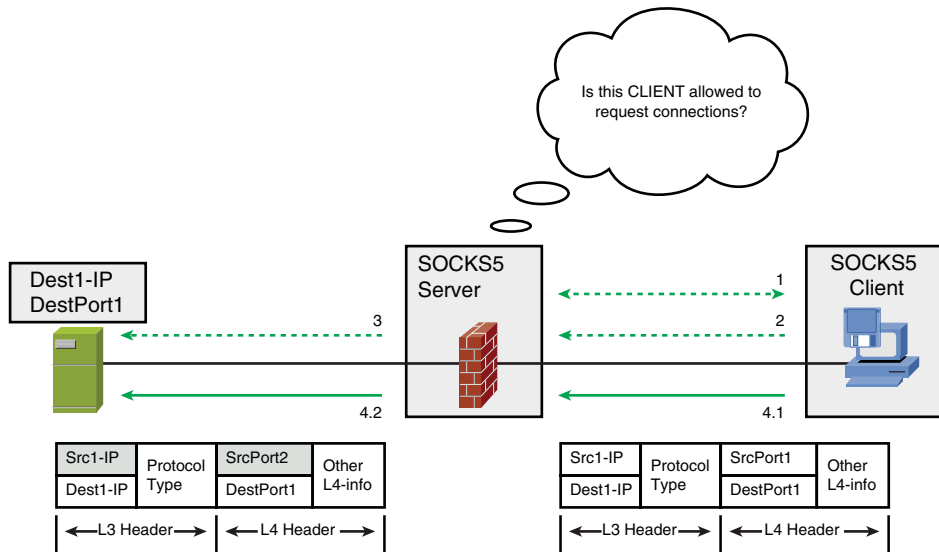 Is this CLIENT allowed to
request connections?
SOCKS5
Server
SOCKS5
Client
Dest1-IP
DestPort1
1
2
3
4.2
4.1
Src1-IP
Dest1-IP
Protocol
Type
SrcPort2
DestPort1
Other
L4-info
L3 Header
L4 Header
Src1-IP
Dest1-IP
Protocol
Type
SrcPort1
DestPort1
Other
L4-info
L3 Header
L4 Header